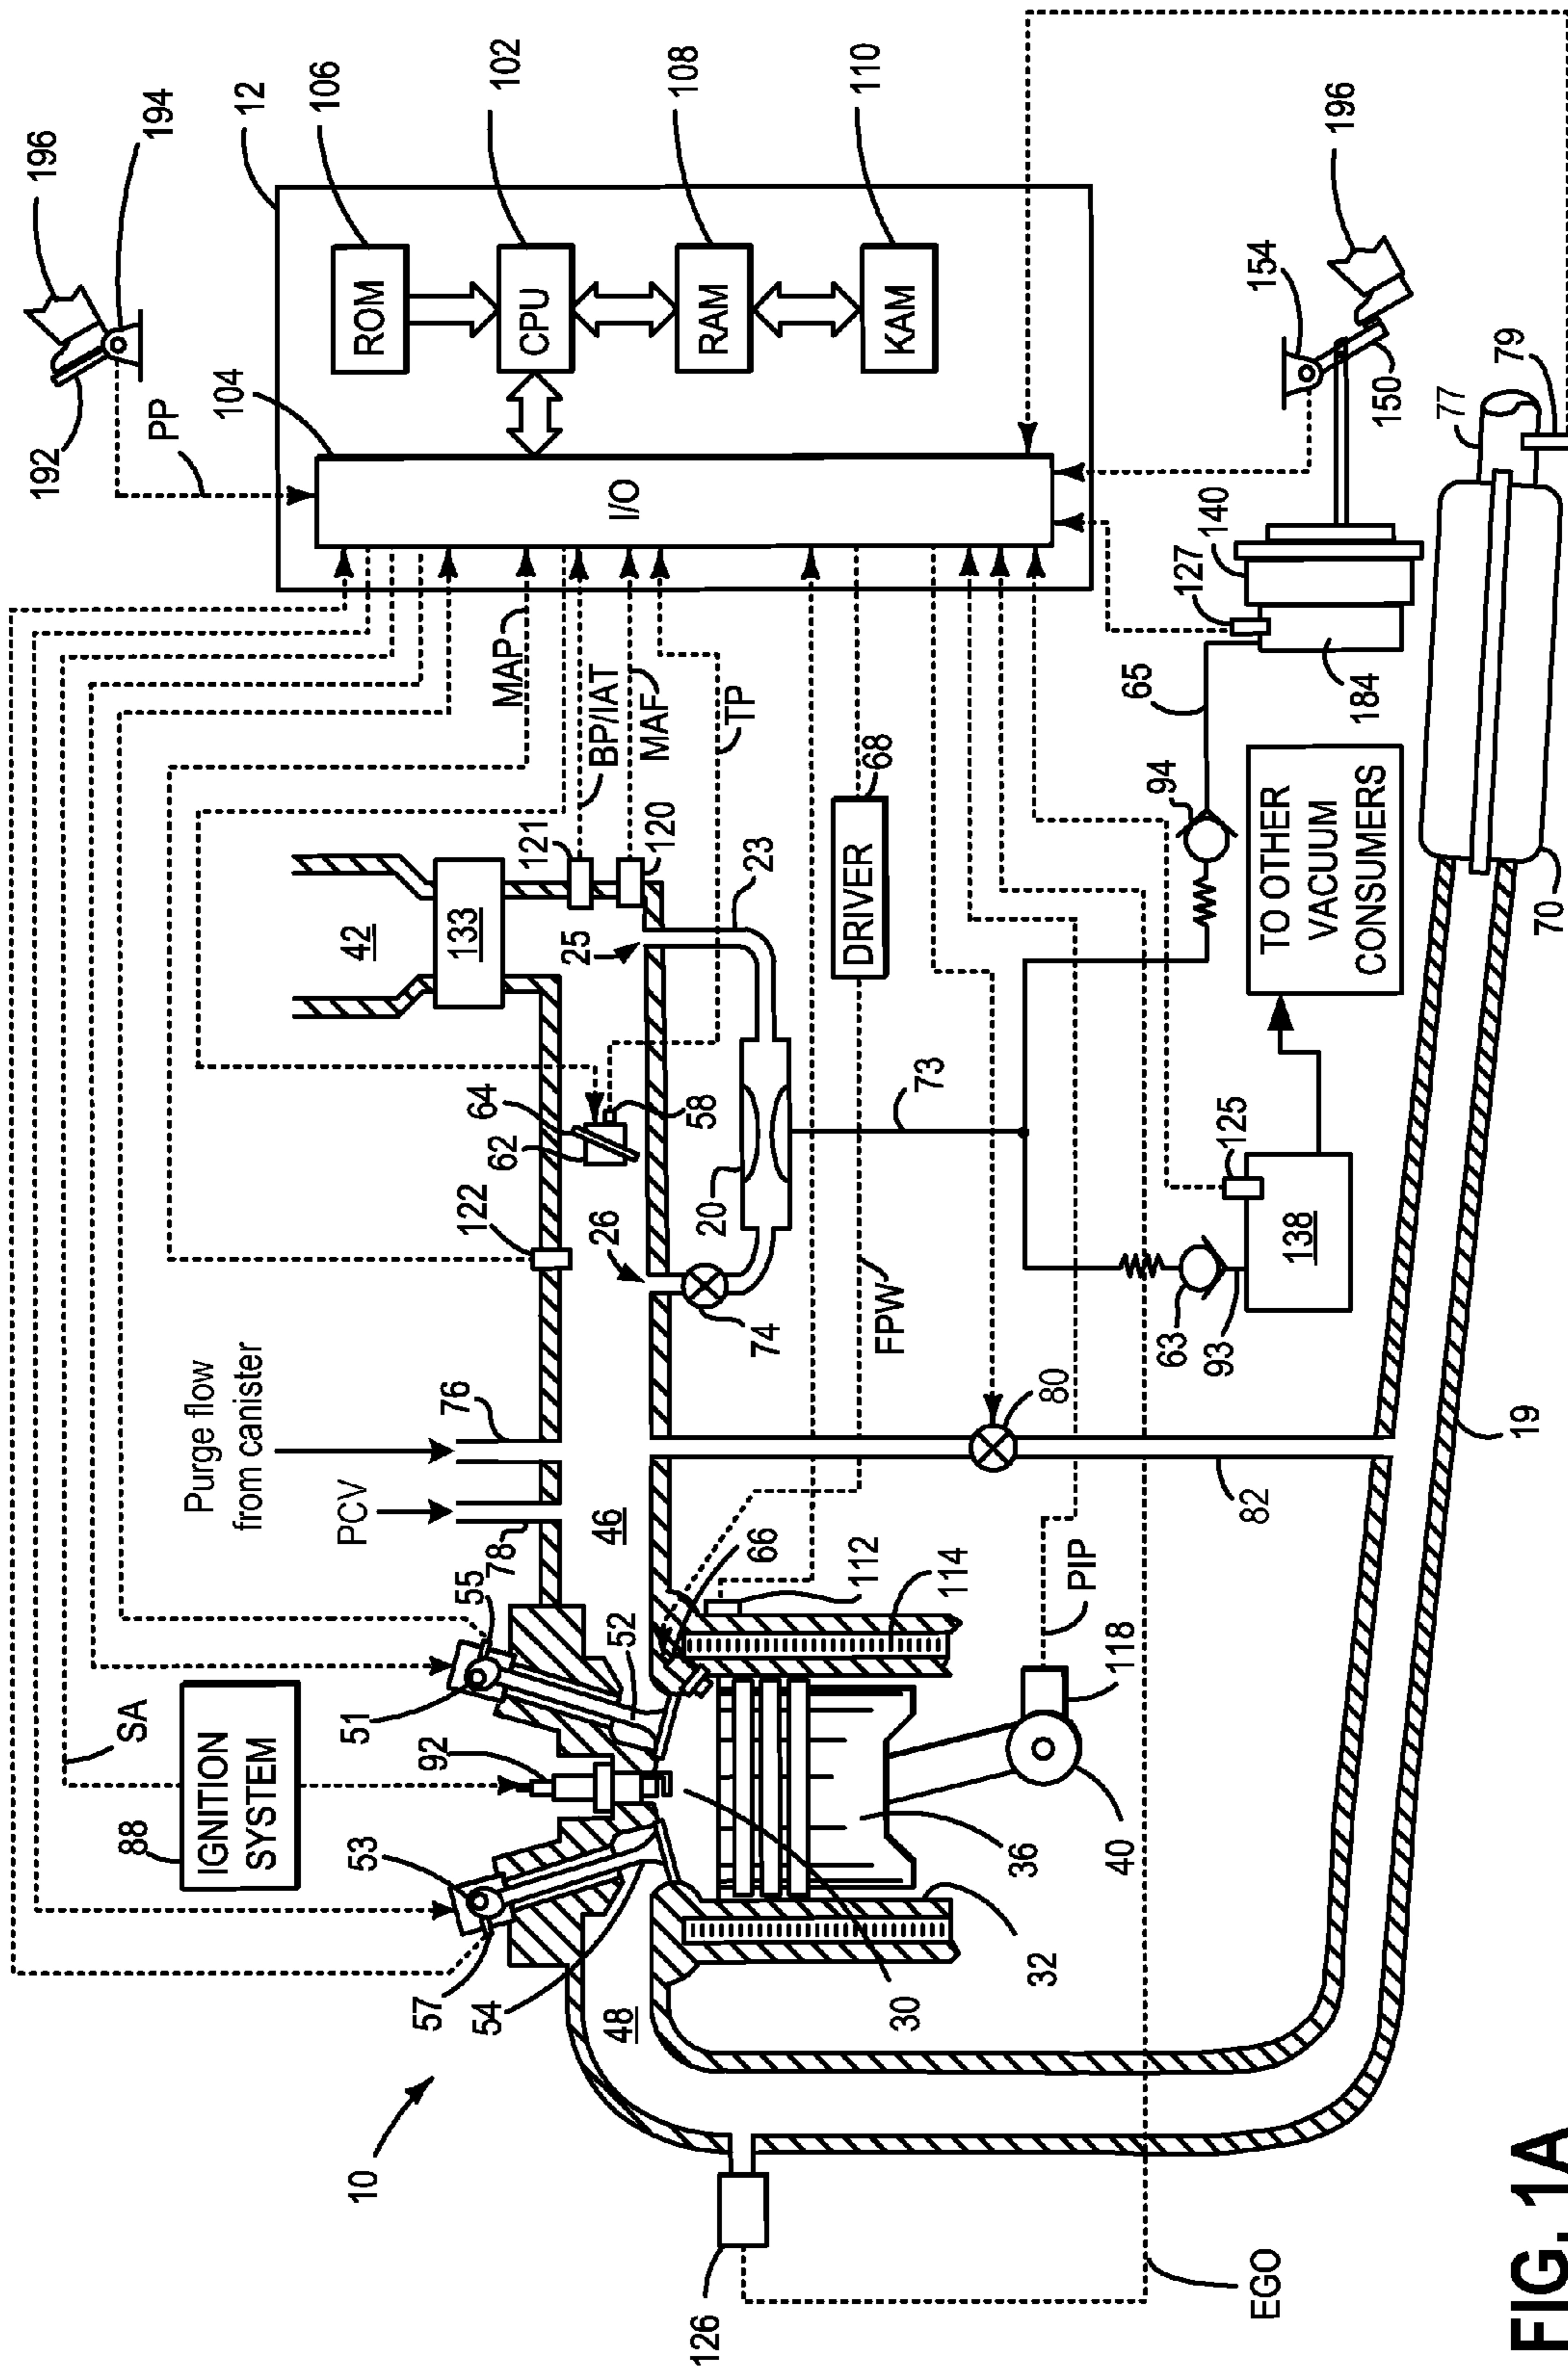 196
194
192
PP
12
106
102
108
110
104
ROM
CPU
RAM
KAM
I/O
MAP
BP/IAT
MAF
TP
SA
IGNITION
SYSTEM
88
Purge flow
from canister
PCV
76
78
42
133
121
120
122
62
64
58
25
23
26
20
74
73
DRIVER
68
FPW
46
48
55
51
52
53
57
54
92
66
112
114
30
36
32
40
118
PIP
80
82
19
63
93
125
138
94
65
TO OTHER
VACUUM
CONSUMERS
127
140
184
154
196
150
77
79
70
10
126
EGO
FIG. 1A